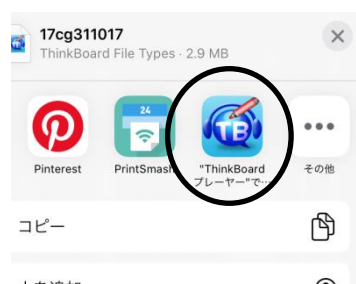 17cg311017
ThinkBoard File Types · 2.9 MB
24
TB
Pinterest
PrintSmash
"ThinkBoard
プレーヤー"で…
その他
コピー